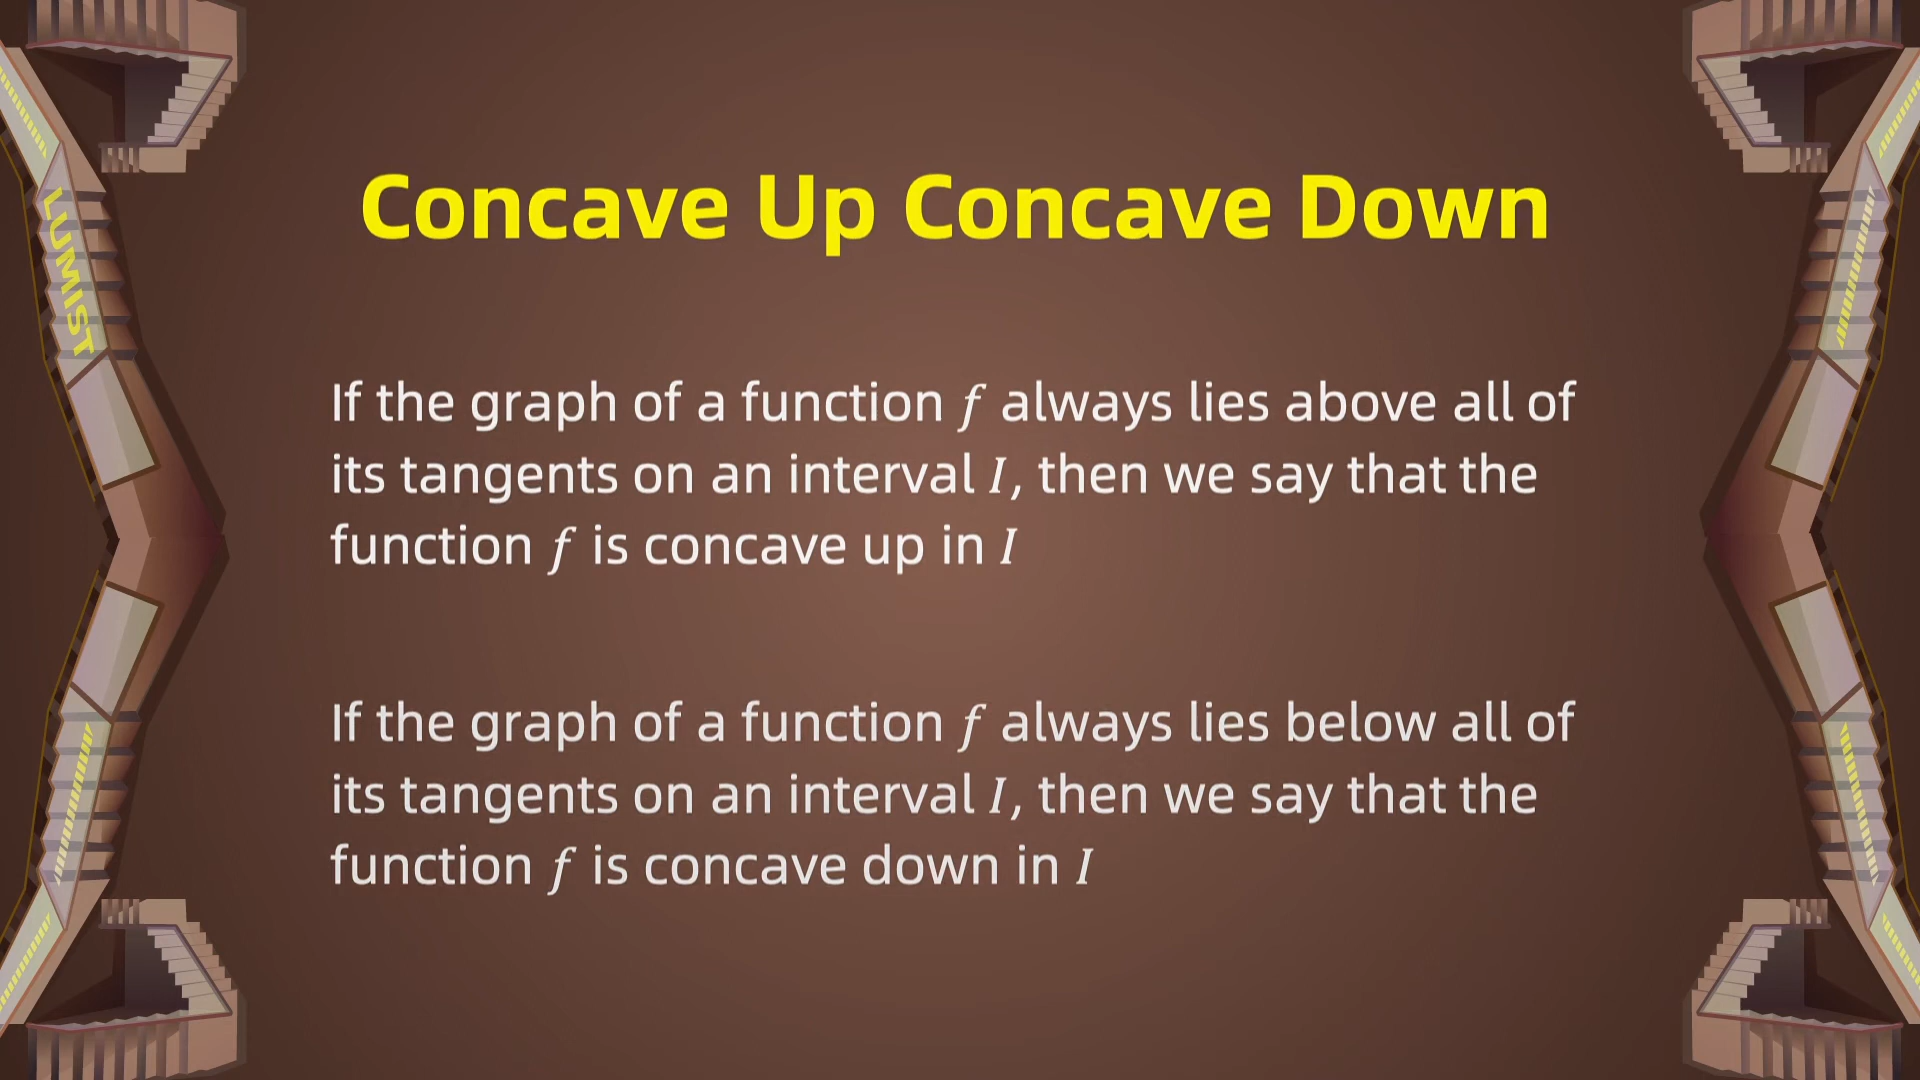 Concave Up Concave Down
LUMIST
If the graph of a function f always lies above all of
its tangents on an interval I, then we say that the
function f is concave up in I
If the graph of a function f always lies below all of
its tangents on an interval I, then we say that the
function f is concave down in I